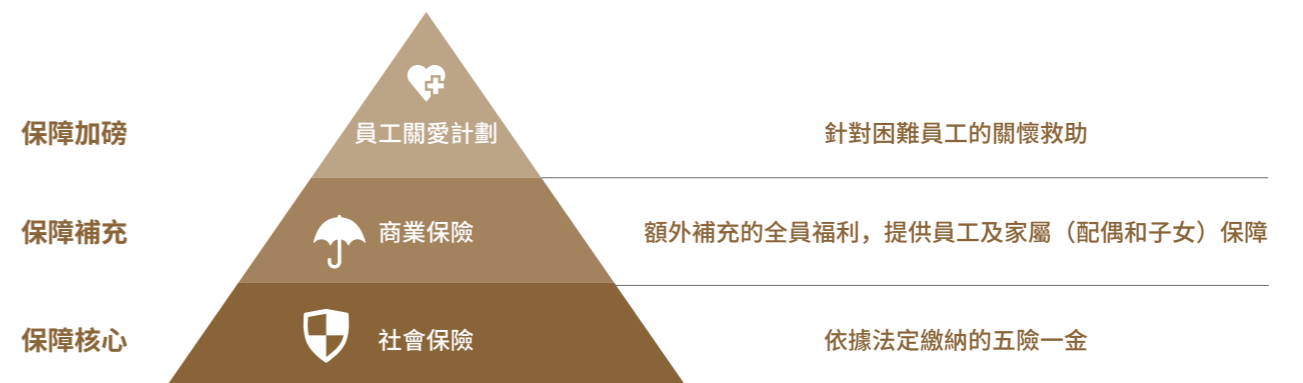 保障加磅
員工關愛計劃
針對困難員工的關懷救助
保障補充
商業保險
額外補充的全員福利，提供員工及家屬（配偶和子女）保障
保障核心
社會保險
依據法定繳納的五險一金